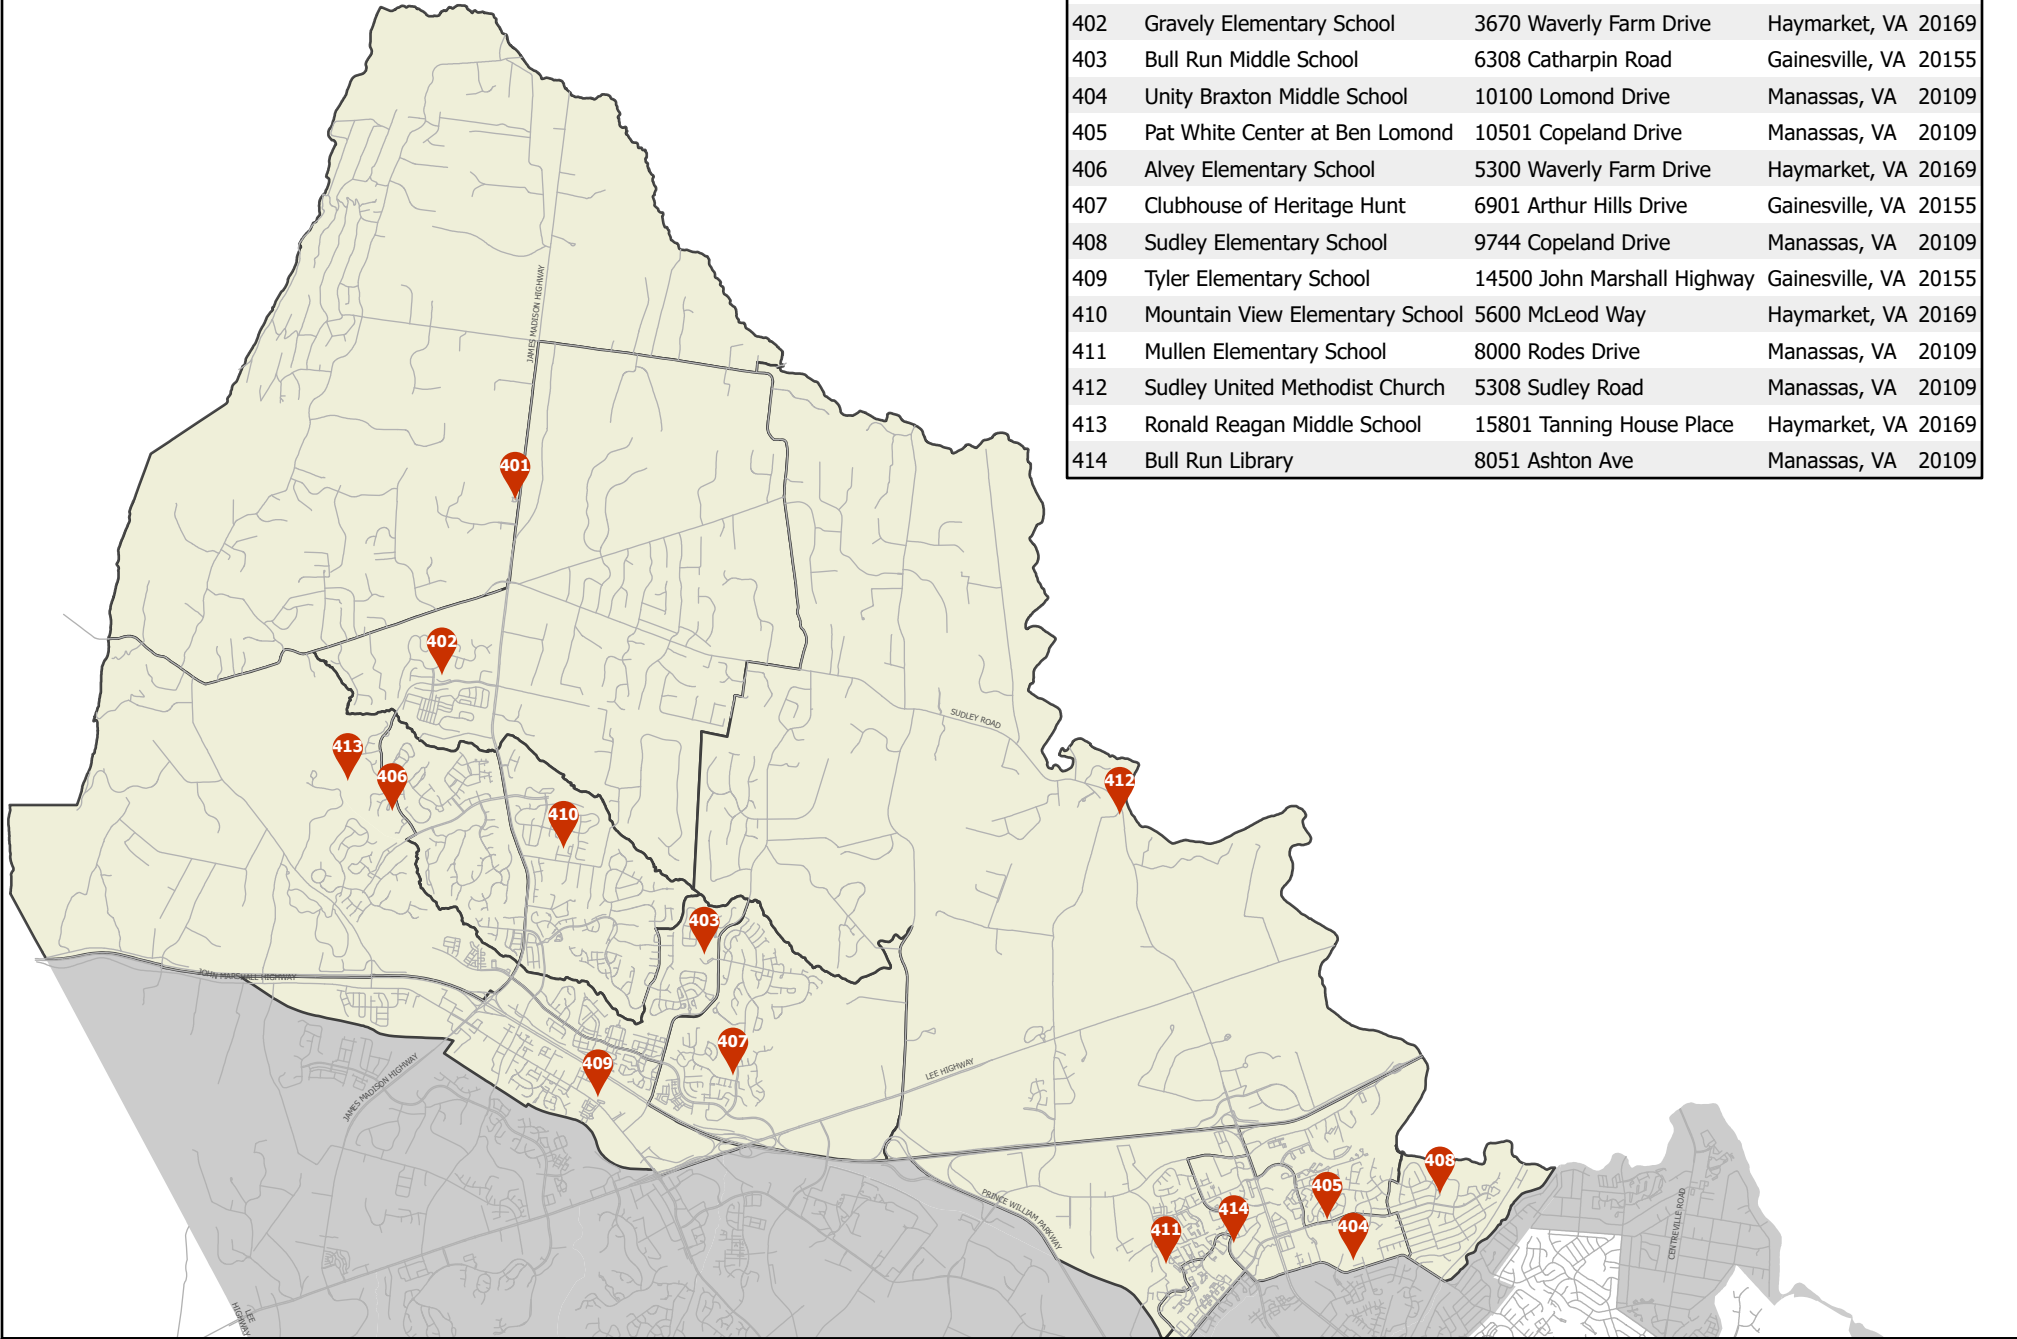 402 Gravely Elementary School 3670 Waverly Farm Drive Haymarket, VA 20169
403 Bull Run Middle School 6308 Catharpin Road Gainesville, VA 20155
404 Unity Braxton Middle School 10100 Lomond Drive Manassas, VA 20109
405 Pat White Center at Ben Lomond 10501 Copeland Drive Manassas, VA 20109
406 Alvey Elementary School 5300 Waverly Farm Drive Haymarket, VA 20169
407 Clubhouse of Heritage Hunt 6901 Arthur Hills Drive Gainesville, VA 20155
408 Sudley Elementary School 9744 Copeland Drive Manassas, VA 20109
409 Tyler Elementary School 14500 John Marshall Highway Gainesville, VA 20155
410 Mountain View Elementary School 5600 McLeod Way Haymarket, VA 20169
411 Mullen Elementary School 8000 Rodes Drive Manassas, VA 20109
412 Sudley United Methodist Church 5308 Sudley Road Manassas, VA 20109
413 Ronald Reagan Middle School 15801 Tanning House Place Haymarket, VA 20169
414 Bull Run Library 8051 Ashton Ave Manassas, VA 20109
JAMES MADISON HIGHWAY
401
402
SUDLEY ROAD
413
406
412
410
403
JOHN MARSHALL HIGHWAY
407
409
LEE HIGHWAY
JAMES MADISON HIGHWAY
408
405
PRINCE WILLIAM PARKWAY
414
404
411
CENTREVILLE ROAD
LEE
HIGHWAY